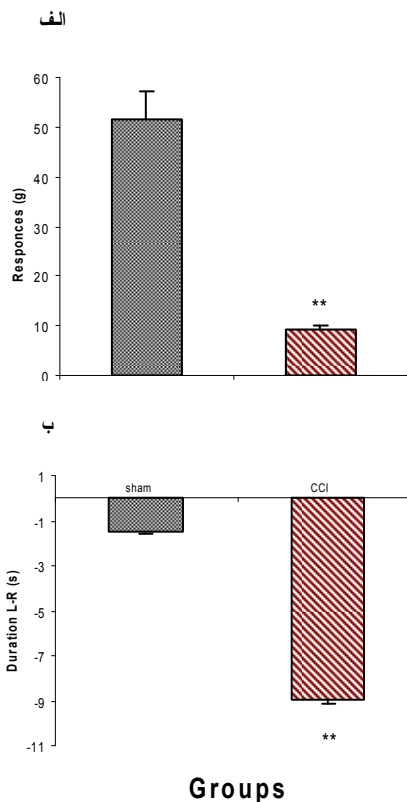 الف
60
50
40
30
20
10
0
Responces (g)
**
ب
1
-1
-3
-5
-7
-9
-11
Duration L-R (s)
sham CCI
**
Groups